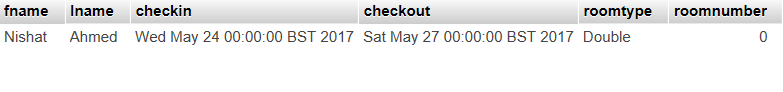 fname lname checkin checkout roomtype roomnumber
Nishat Ahmed Wed May 24 00:00:00 BST 2017 Sat May 27 00:00:00 BST 2017 Double 0